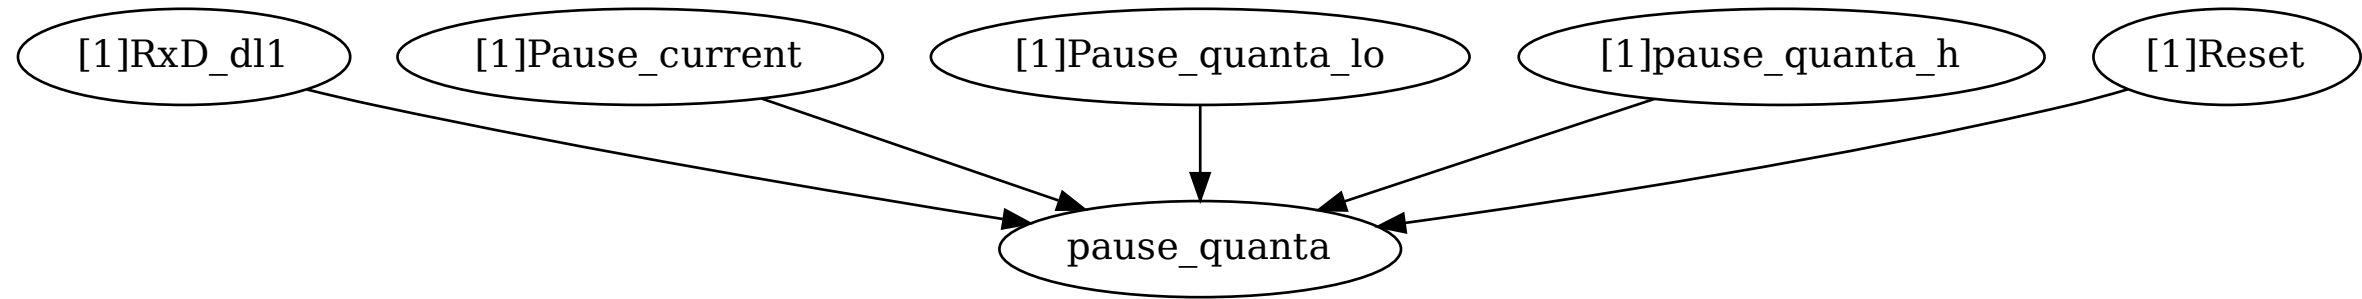 [1]RxD_dl1
[1]Pause_current
[1]Pause_quanta_lo
[1]pause_quanta_h
[1]Reset
pause_quanta